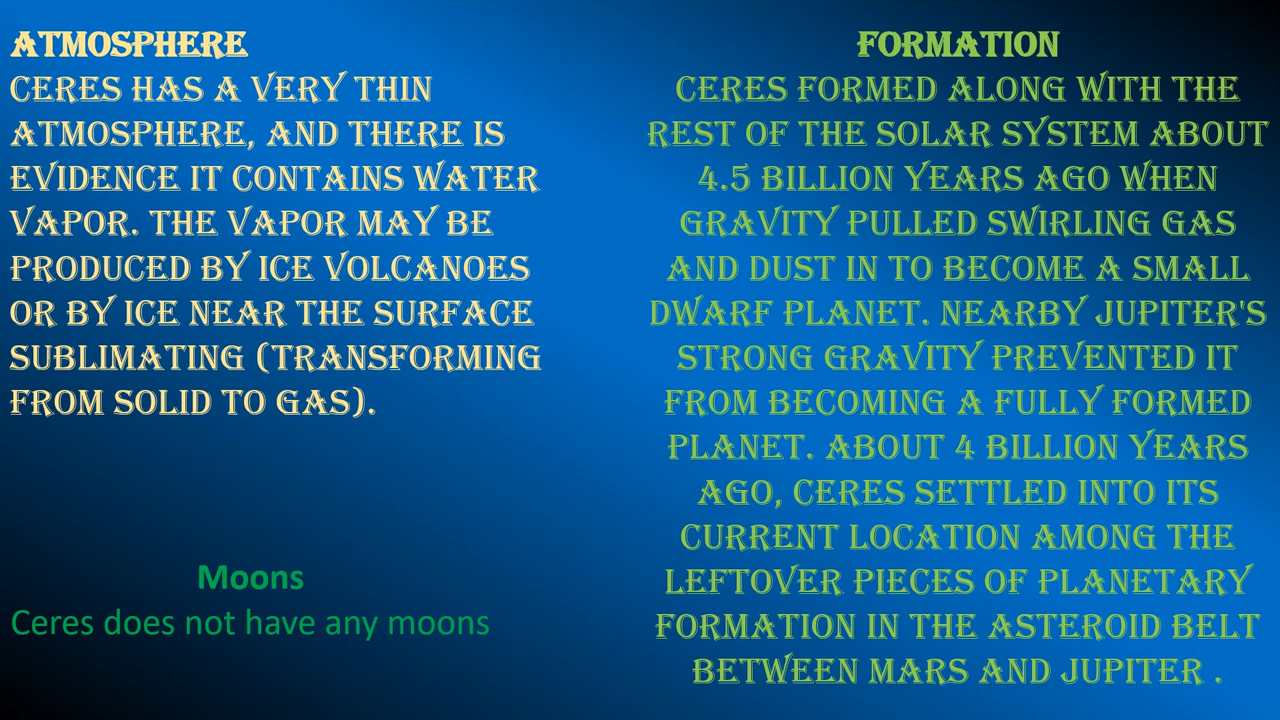 ATMOSPHERE
CERES HAS A VERY THIN
ATMOSPHERE, AND THERE IS
EVIDENCE IT CONTAINS WATER
VAPOR. THE VAPOR MAY BE
PRODUCED BY ICE VOLCANOES
OR BY ICE NEAR THE SURFACE
SUBLIMATING (TRANSFORMING
FROM SOLID TO GAS).
Moons
Ceres does not have any moons
FORMATION
CERES FORMED ALONG WITH THE
REST OF THE SOLAR SYSTEM ABOUT
4.5 BILLION YEARS AGO WHEN
GRAVITY PULLED SWIRLING GAS
AND DUST IN TO BECOME A SMALL
DWARF PLANET. NEARBY JUPITER'S
STRONG GRAVITY PREVENTED IT
FROM BECOMING A FULLY FORMED
PLANET. ABOUT 4 BILLION YEARS
AGO, CERES SETTLED INTO ITS
CURRENT LOCATION AMONG THE
LEFTOVER PIECES OF PLANETARY
FORMATION IN THE ASTEROID BELT
BETWEEN MARS AND JUPITER .